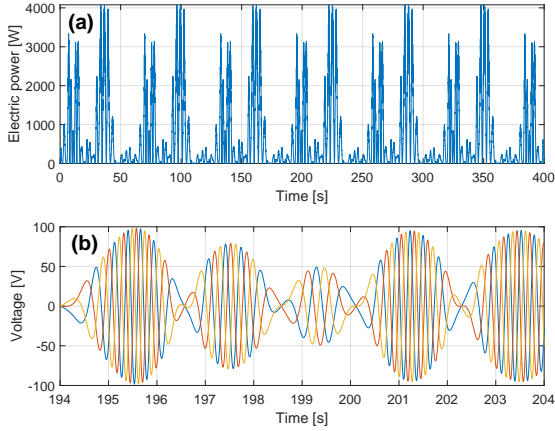 (a)
Electric power [W]
4000
3000
2000
1000
0
0 50 100 150 200 250 300 350 400
Time [s]
(b)
Voltage [V]
100
50
0
-50
-100
194 195 196 197 198 199 200 201 202 203 204
Time [s]